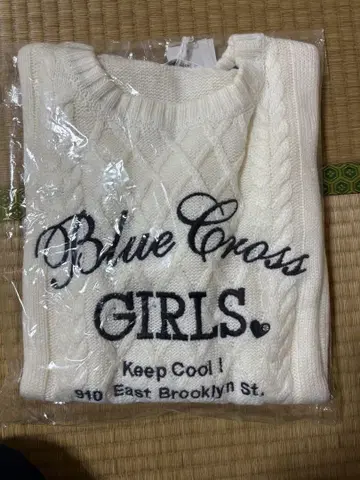 Blue Cross
GIRLS.
Keep Cool !
910 East Brooklyn St.